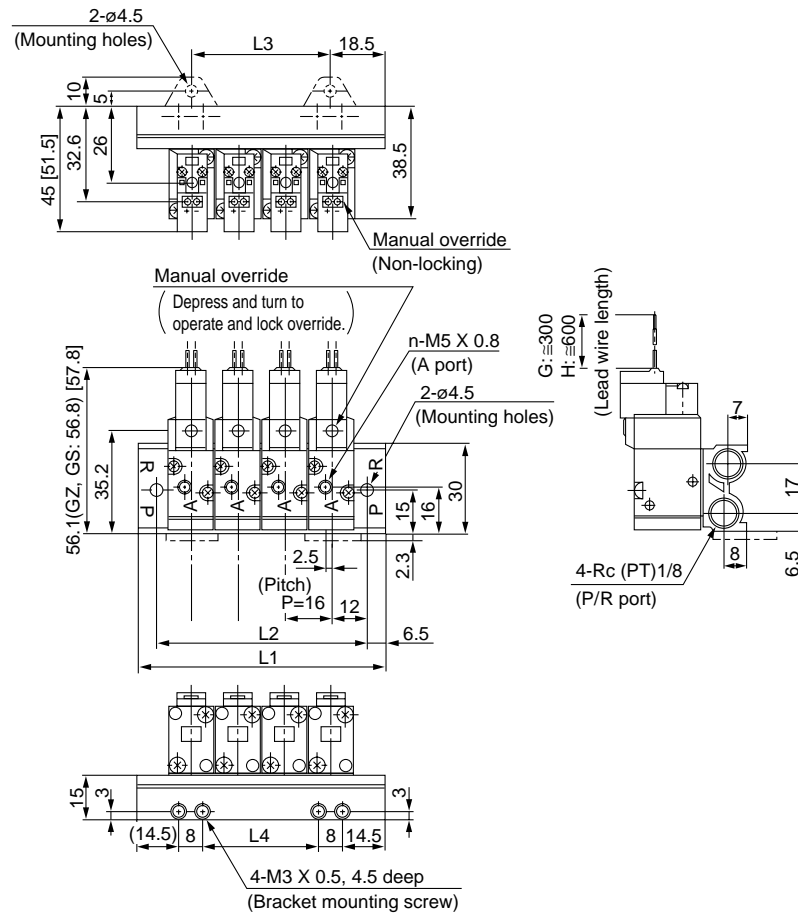 2-ø4.5
(Mounting holes)
L3
18.5
10
5
45 [51.5]
32.6
26
38.5
+ −
+ −
+ −
+ −
Manual override
(Non-locking)
Manual override
(Depress and turn to
operate and lock override.)
n-M5 X 0.8
(A port)
2-ø4.5
(Mounting holes)
56.1(GZ, GS: 56.8) [57.8]
35.2
R
P
A
A
A
A
R
P
15
16
30
2.3
2.5
(Pitch)
P=16
12
L2
6.5
L1
G: ≅300
H: ≅600
(Lead wire length)
7
17
8
6.5
4-Rc (PT)1/8
(P/R port)
15
3
3
(14.5)
8
L4
8
14.5
4-M3 X 0.5, 4.5 deep
(Bracket mounting screw)